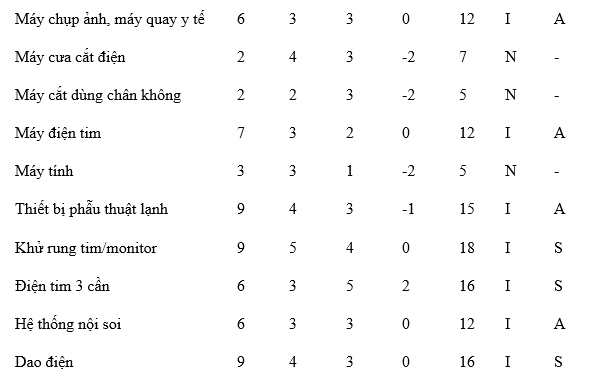 Máy chụp ảnh, máy quay y tế 6 3 3 0 12 I A
Máy cưa cắt điện 2 4 3 -2 7 N -
Máy cắt dùng chân không 2 2 3 -2 5 N -
Máy điện tim 7 3 2 0 12 I A
Máy tính 3 3 1 -2 5 N -
Thiết bị phẫu thuật lạnh 9 4 3 -1 15 I A
Khử rung tim/monitor 9 5 4 0 18 I S
Điện tim 3 cần 6 3 5 2 16 I S
Hệ thống nội soi 6 3 3 0 12 I A
Dao điện 9 4 3 0 16 I S